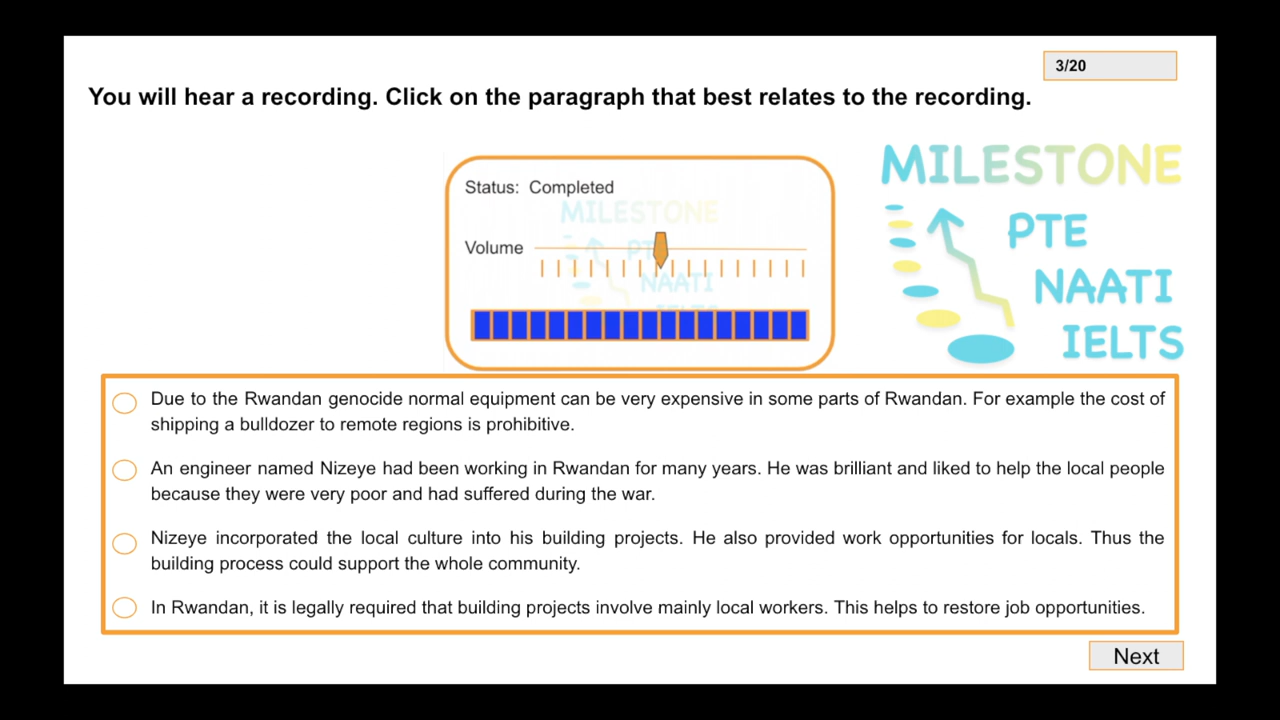 3/20
You will hear a recording. Click on the paragraph that best relates to the recording.
MILESTONE
PTE
NAATI
IELTS
Status: Completed
MILESTONE
Volume
PT
NAATI
IELTS
Due to the Rwandan genocide normal equipment can be very expensive in some parts of Rwandan. For example the cost of
shipping a bulldozer to remote regions is prohibitive.
An engineer named Nizeye had been working in Rwandan for many years. He was brilliant and liked to help the local people
because they were very poor and had suffered during the war.
Nizeye incorporated the local culture into his building projects. He also provided work opportunities for locals. Thus the
building process could support the whole community.
In Rwandan, it is legally required that building projects involve mainly local workers. This helps to restore job opportunities.
Next